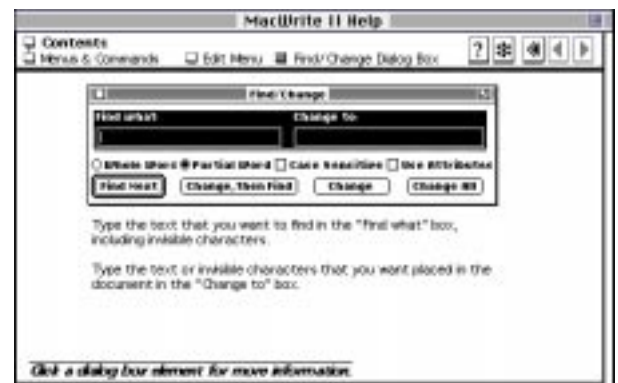 MacWrite II Help
Contents
Menus & Commands Edit Menu Find/Change Dialog Box
?
Find/Change
Find what Change to
Whole Word Partial Word Case Sensitive Use Attributes
Find Next Change, Then Find Change Change All
Type the text that you want to find in the "Find what" box,
including invisible characters.
Type the text or invisible characters that you want placed in the
document in the "Change to" box.
Click a dialog box element for more information.